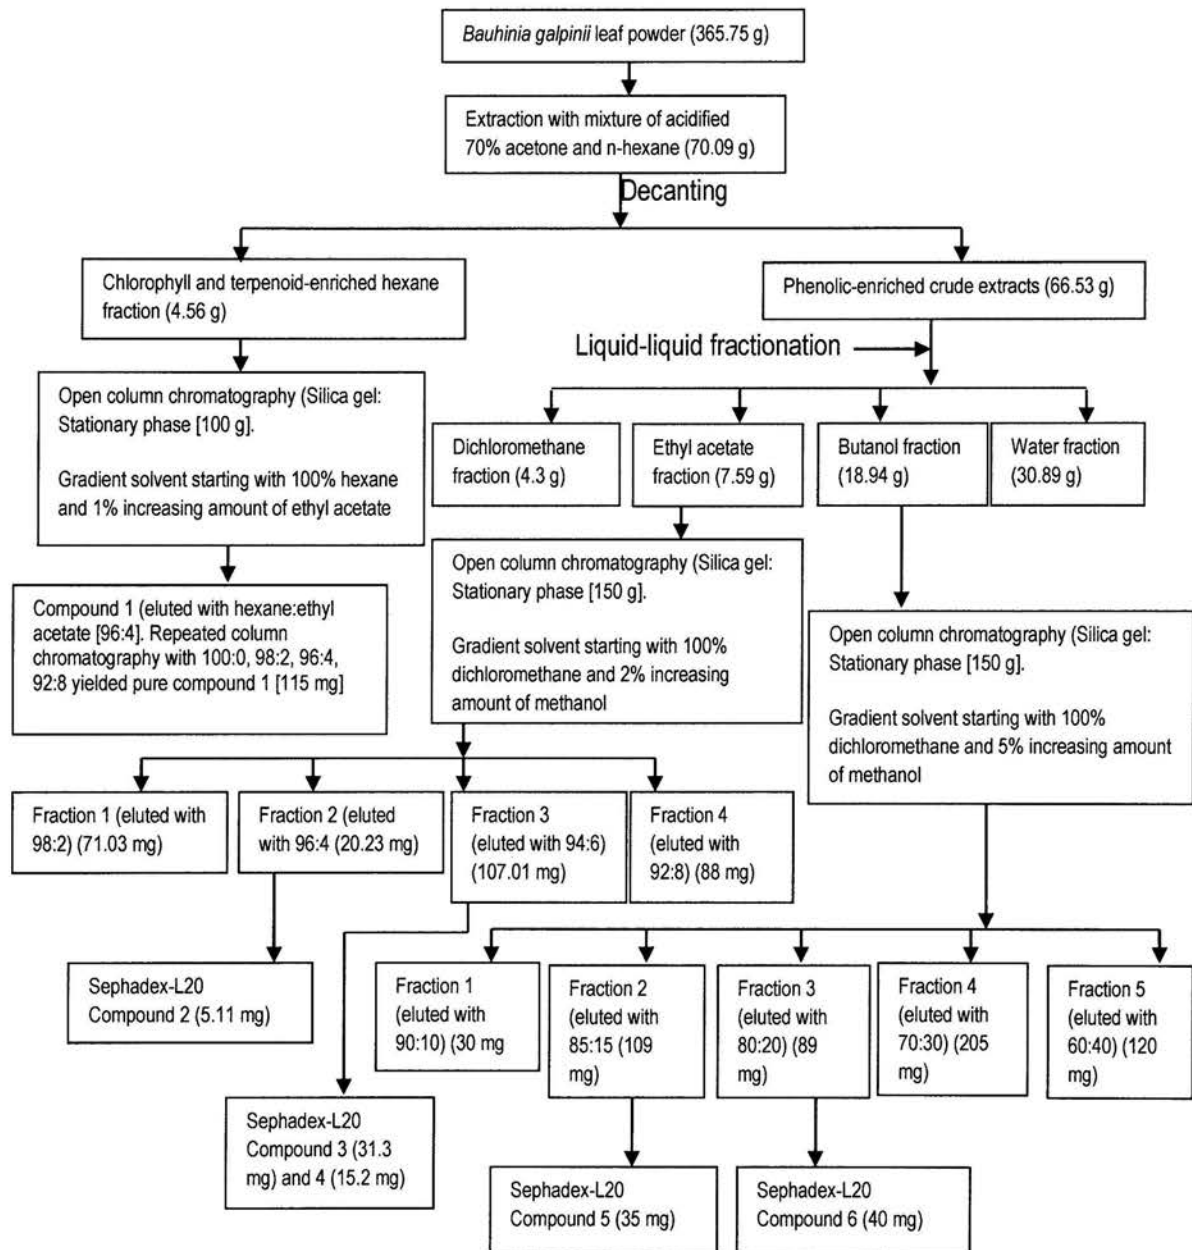 Bauhinia galpinii leaf powder (365.75 g)
Extraction with mixture of acidified
70% acetone and n-hexane (70.09 g)
Decanting
Chlorophyll and terpenoid-enriched hexane
fraction (4.56 g)
Phenolic-enriched crude extracts (66.53 g)
Liquid-liquid fractionation
Open column chromatography (Silica gel:
Stationary phase [100 g].
Gradient solvent starting with 100% hexane
and 1% increasing amount of ethyl acetate
Dichloromethane
fraction (4.3 g)
Ethyl acetate
fraction (7.59 g)
Butanol fraction
(18.94 g)
Water fraction
(30.89 g)
Compound 1 (eluted with hexane:ethyl
acetate [96:4]. Repeated column
chromatography with 100:0, 98:2, 96:4,
92:8 yielded pure compound 1 [115 mg]
Open column chromatography (Silica gel:
Stationary phase [150 g].
Gradient solvent starting with 100%
dichloromethane and 2% increasing
amount of methanol
Open column chromatography (Silica gel:
Stationary phase [150 g].
Gradient solvent starting with 100%
dichloromethane and 5% increasing amount
of methanol
Fraction 1 (eluted with
98:2) (71.03 mg)
Fraction 2 (eluted
with 96:4 (20.23 mg)
Fraction 3
(eluted with 94:6)
(107.01 mg)
Fraction 4
(eluted with
92:8) (88 mg)
Sephadex-L20
Compound 2 (5.11 mg)
Fraction 1
(eluted with
90:10) (30 mg
Fraction 2
(eluted with
85:15 (109
mg)
Fraction 3
(eluted with
80:20) (89
mg)
Fraction 4
(eluted with
70:30) (205
mg)
Fraction 5
(eluted with
60:40) (120
mg)
Sephadex-L20
Compound 3 (31.3
mg) and 4 (15.2 mg)
Sephadex-L20
Compound 5 (35 mg)
Sephadex-L20
Compound 6 (40 mg)